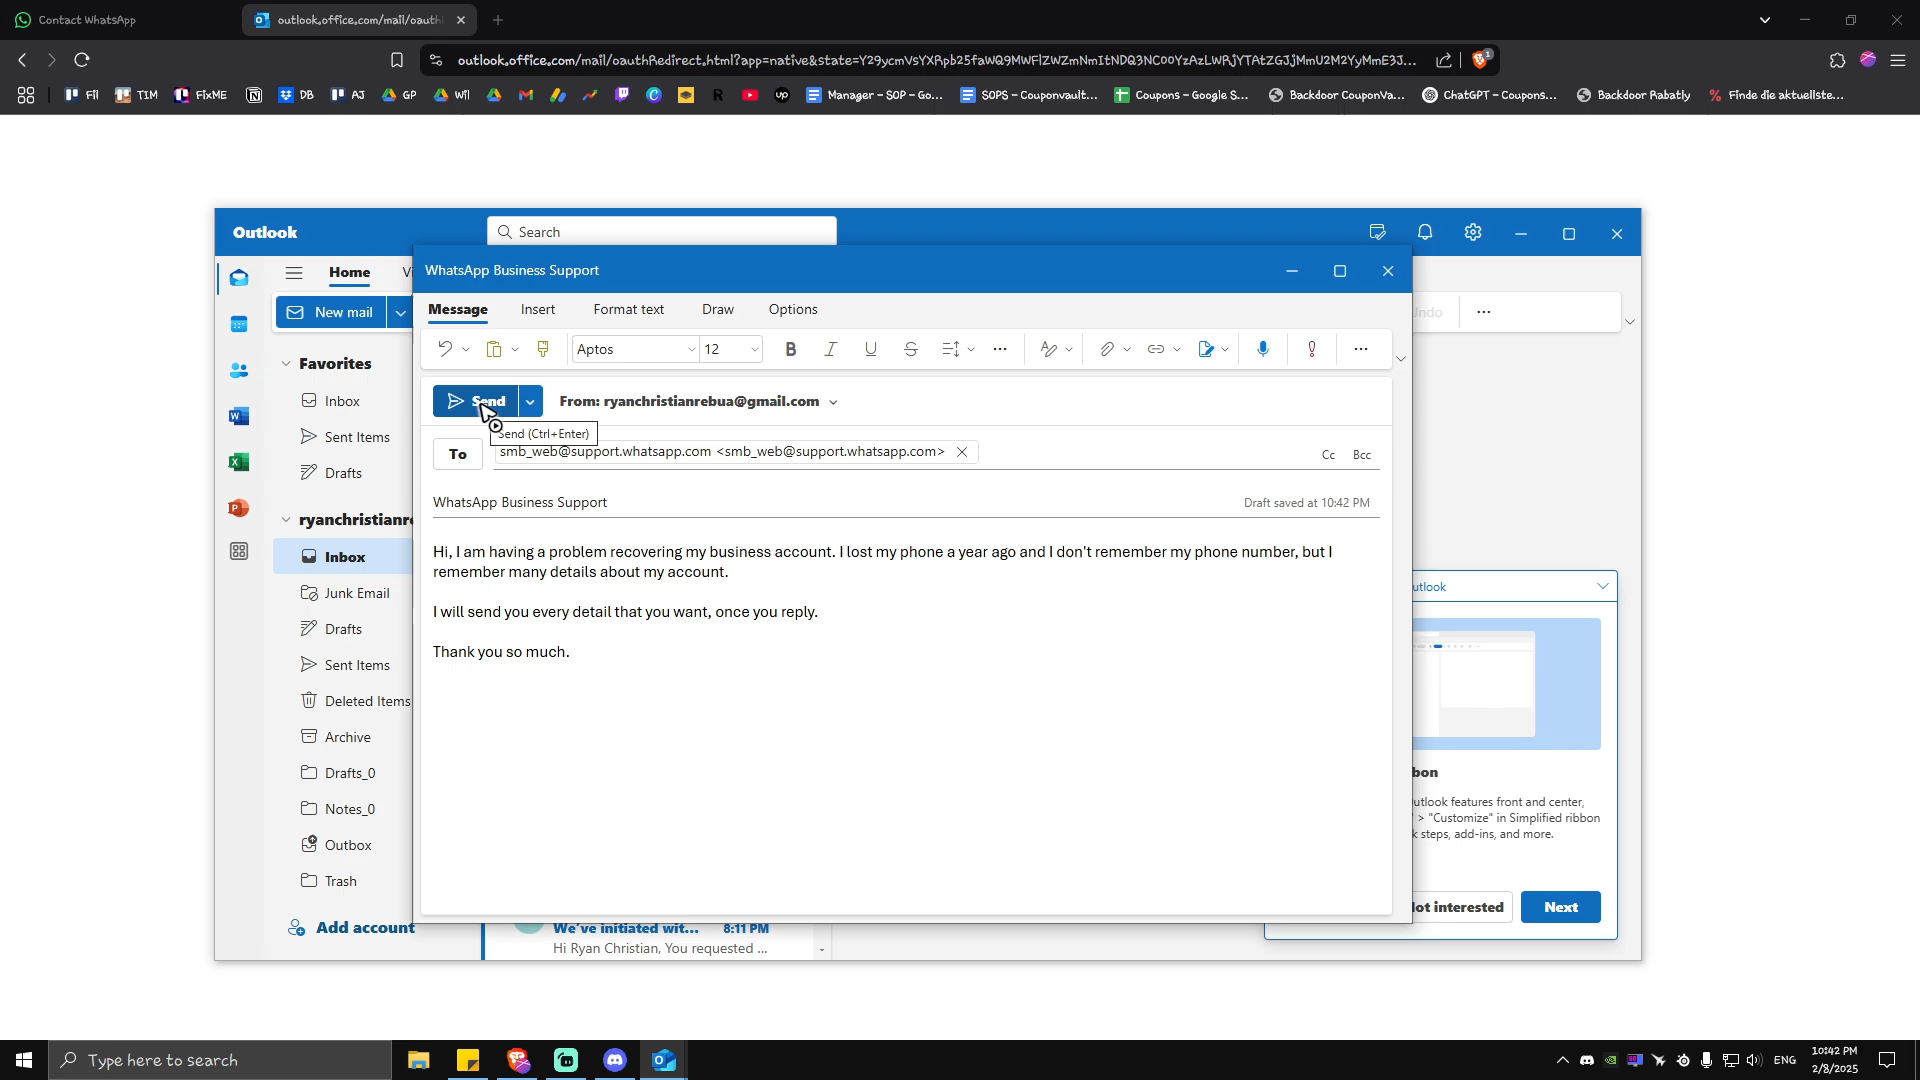 Contact WhatsApp
outlook.office.com/mail/oauth
outlook.office.com/mail/oauthRedirect.html?app=native&state=Y29ycmVsYXRpb25faWQ9MWFlZWZmNmItNDQ3NC00YzAzLWRjYTAtZGJjMmU2M2YyMmE3J...
1
Fil
TIM
FixME
DB
AJ
GP
Wil
Manager - SOP - Go...
SOPS - Couponvault...
Coupons - Google S...
Backdoor CouponVa...
ChatGPT - Coupons...
Backdoor Rabatly
Finde die aktuellste...
Outlook
Search
Home
Vi
New mail
Undo
Favorites
Inbox
Sent Items
Drafts
ryanchristianre
Inbox
Junk Email
Drafts
Sent Items
Deleted Items
Archive
Drafts_0
Notes_0
Outbox
Trash
Add account
WhatsApp Business Support
Message
Insert
Format text
Draw
Options
Aptos
12
Send
From: ryanchristianrebua@gmail.com
Send (Ctrl+Enter)
To
smb_web@support.whatsapp.com <smb_web@support.whatsapp.com>
Cc
Bcc
WhatsApp Business Support
Draft saved at 10:42 PM
Hi, I am having a problem recovering my business account. I lost my phone a year ago and I don't remember my phone number, but I
remember many details about my account.
I will send you every detail that you want, once you reply.
Thank you so much.
utlook
bon
utlook features front and center,
> "Customize" in Simplified ribbon
k steps, add-ins, and more.
Not interested
Next
We've initiated wit...
8:11 PM
Hi Ryan Christian, You requested ...
Type here to search
ENG
10:42 PM
2/8/2025